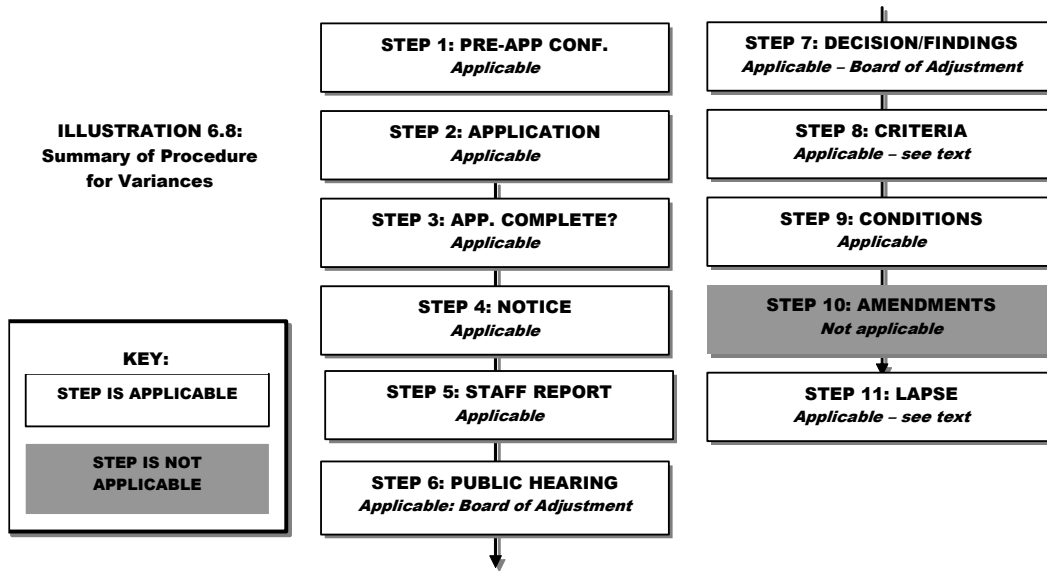 ILLUSTRATION 6.8:
Summary of Procedure
for Variances
KEY:
STEP IS APPLICABLE
STEP IS NOT
APPLICABLE
STEP 1: PRE-APP CONF.
Applicable
STEP 2: APPLICATION
Applicable
STEP 3: APP. COMPLETE?
Applicable
STEP 4: NOTICE
Applicable
STEP 5: STAFF REPORT
Applicable
STEP 6: PUBLIC HEARING
Applicable: Board of Adjustment
STEP 7: DECISION/FINDINGS
Applicable – Board of Adjustment
STEP 8: CRITERIA
Applicable – see text
STEP 9: CONDITIONS
Applicable
STEP 10: AMENDMENTS
Not applicable
STEP 11: LAPSE
Applicable – see text